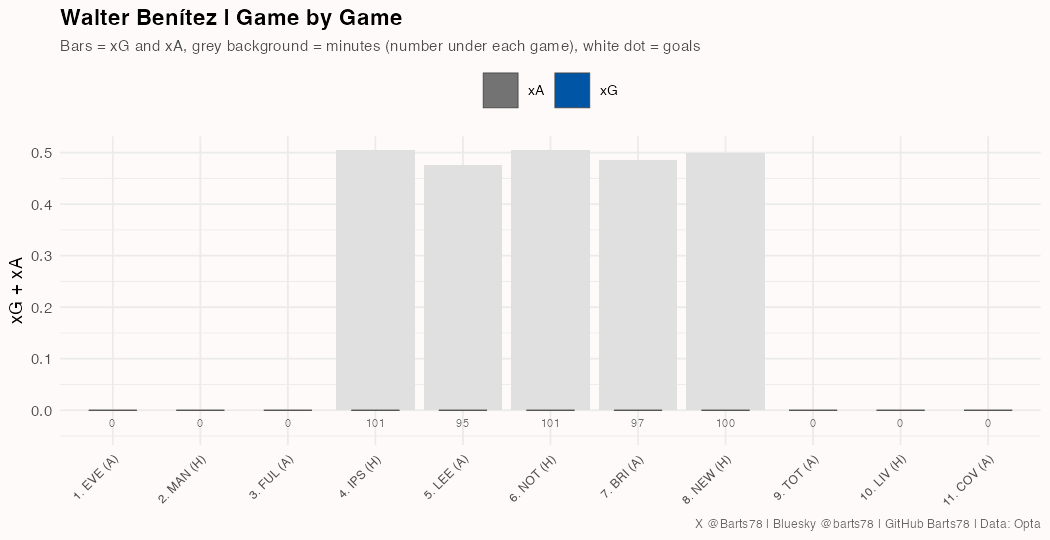 Walter Benítez | Game by Game
Bars = xG and xA, grey background = minutes (number under each game), white dot = goals
xA xG
xG + xA
0.5
0.4
0.3
0.2
0.1
0.0
0 0 0 101 95 101 97 100 0 0 0
1. EVE (A) 2. MAN (H) 3. FUL (A) 4. IPS (H) 5. LEE (A) 6. NOT (H) 7. BRI (A) 8. NEW (H) 9. TOT (A) 10. LIV (H) 11. COV (A)
X @Barts78 | Bluesky @barts78 | GitHub Barts78 | Data: Opta